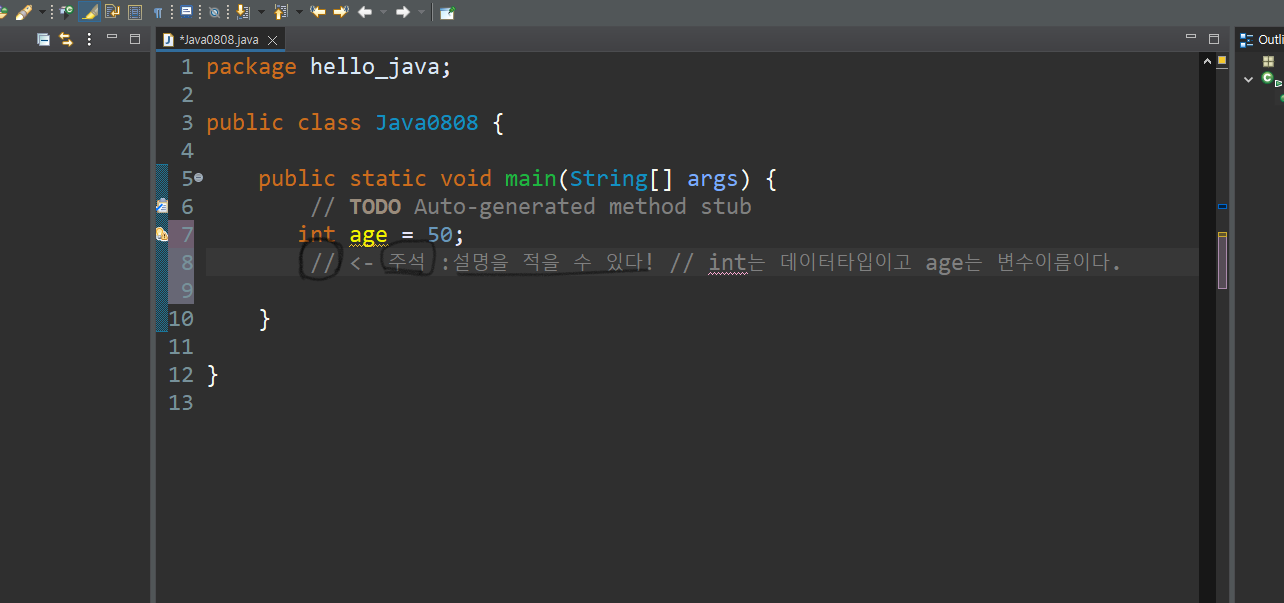 *Java0808.java
Outli
1 package hello_java;
2
3 public class Java0808 {
4
5 public static void main(String[] args) {
6 // TODO Auto-generated method stub
7 int age = 50;
8 // <- 주석 :설명을 적을 수 있다! // int는 데이터타입이고 age는 변수이름이다.
9
10 }
11
12 }
13